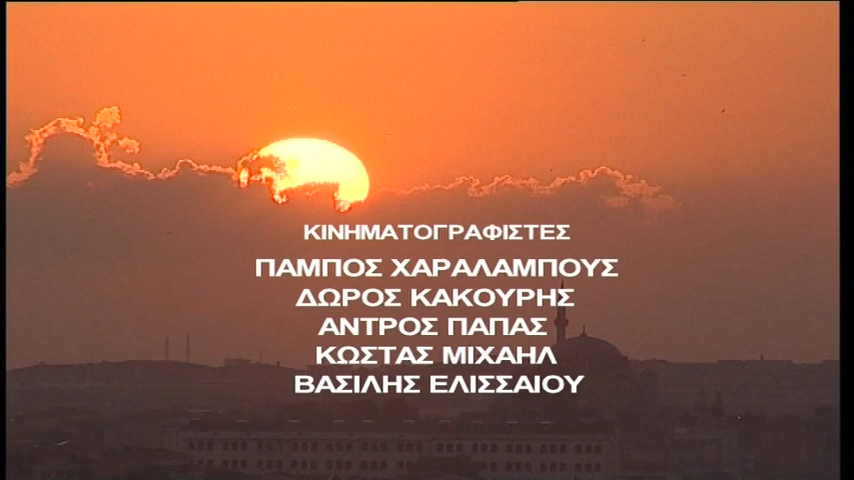 ΚΙΝΗΜΑΤΟΓΡΑΦΙΣΤΕΣ
ΠΑΜΠΟΣ ΧΑΡΑΛΑΜΠΟΥΣ
ΔΩΡΟΣ ΚΑΚΟΥΡΗΣ
ΑΝΤΡΟΣ ΠΑΠΑΣ
ΚΩΣΤΑΣ ΜΙΧΑΗΛ
ΒΑΣΙΛΗΣ ΕΛΙΣΣΑΙΟΥ